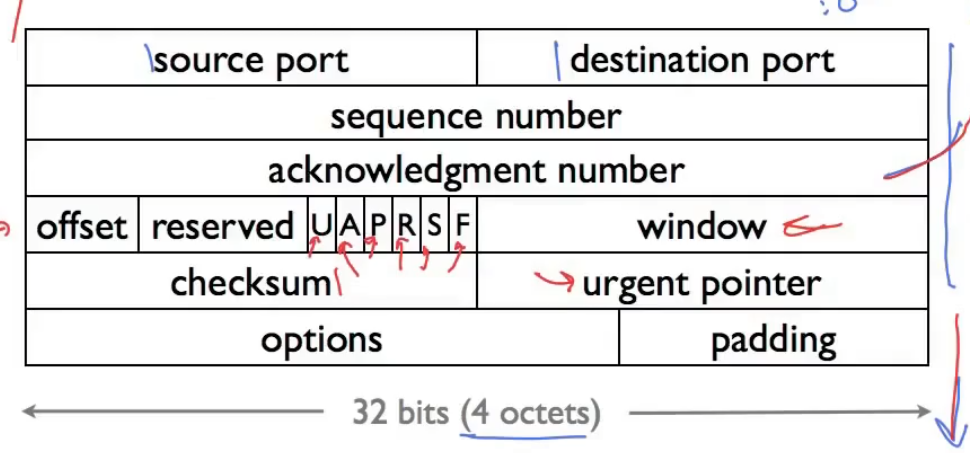 source port destination port
sequence number
acknowledgment number
offset reserved U A P R S F window
checksum urgent pointer
options padding
32 bits (4 octets)